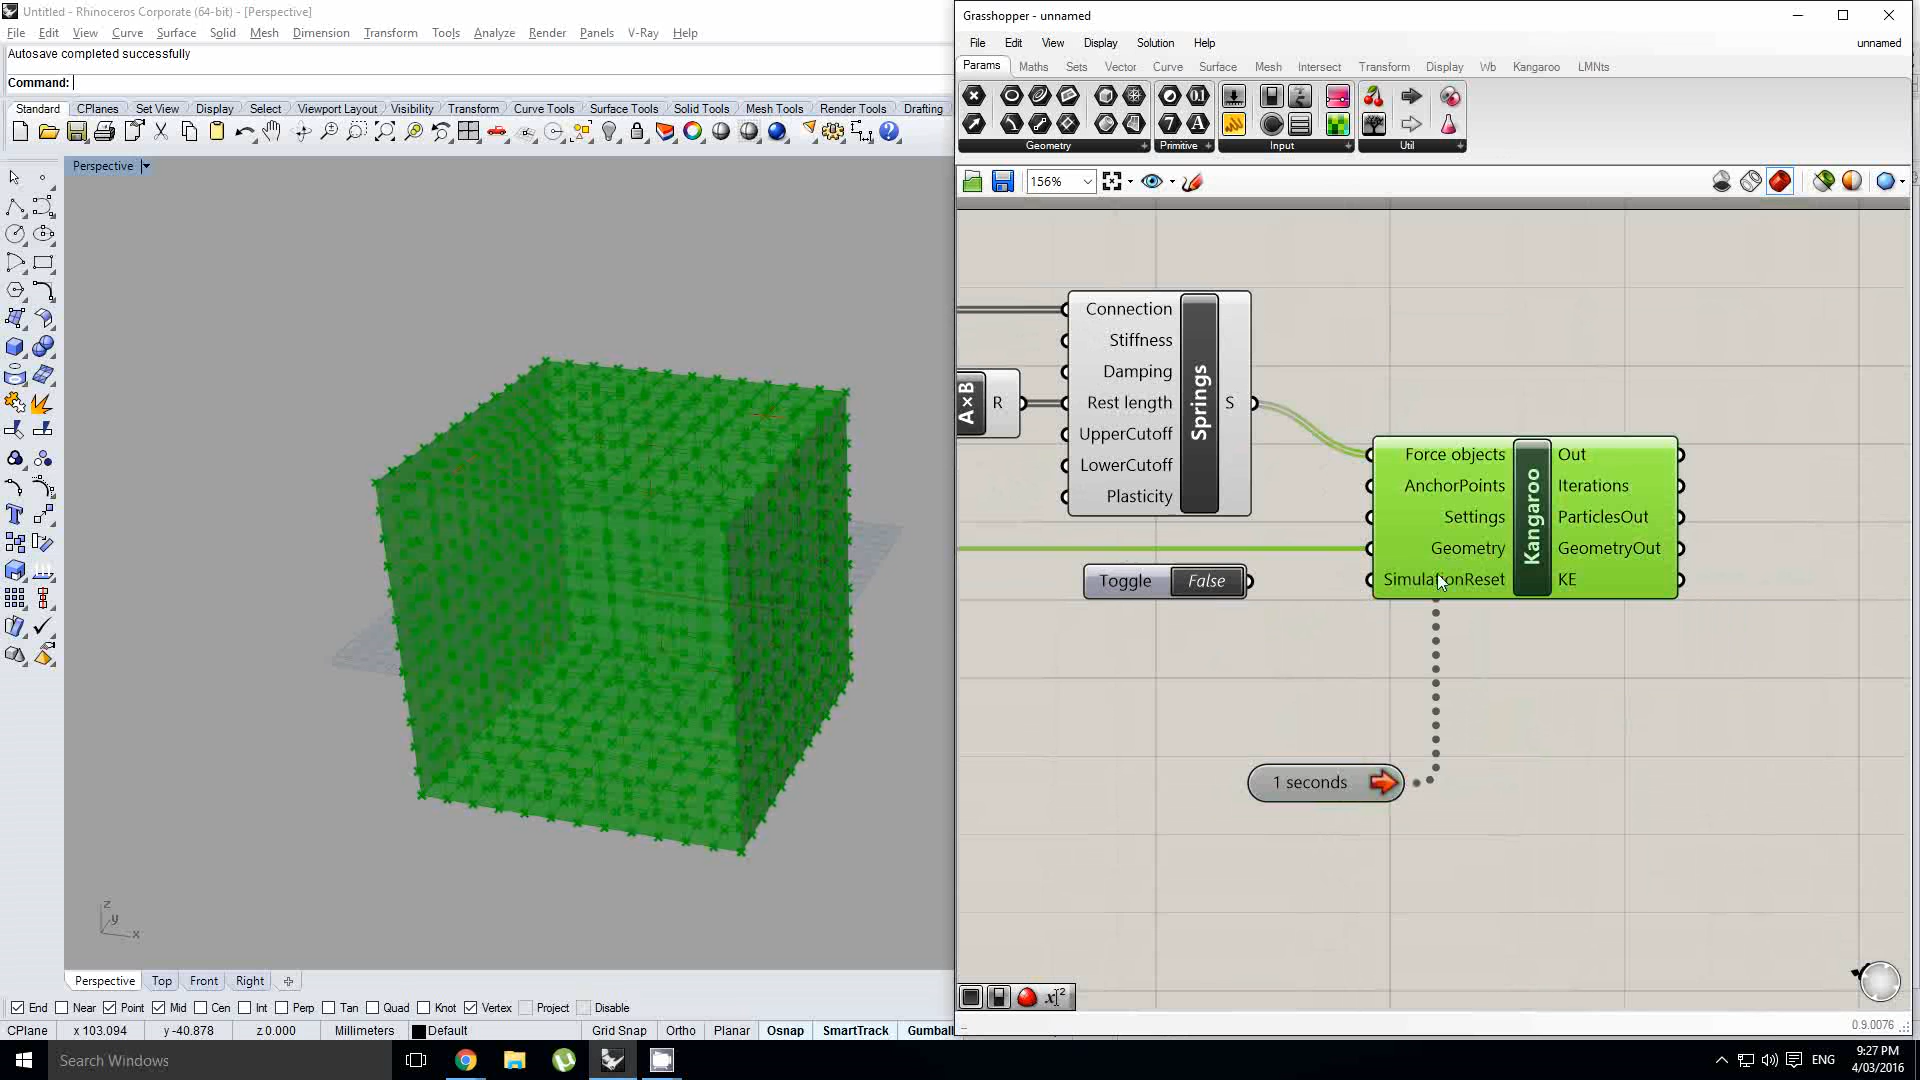 Untitled - Rhinoceros Corporate (64-bit) - [Perspective]
File Edit View Curve Surface Solid Mesh Dimension Transform Tools Analyze Render Panels V-Ray Help
Autosave completed successfully
Command:
Standard CPlanes Set View Display Select Viewport Layout Visibility Transform Curve Tools Surface Tools Solid Tools Mesh Tools Render Tools Drafting
Perspective
z
y
x
Perspective Top Front Right
End Near Point Mid Cen Int Perp Tan Quad Knot Vertex Project Disable
CPlane x 103.094 y -40.878 z 0.000 Millimeters Default Grid Snap Ortho Planar Osnap SmartTrack Gumball
Grasshopper - unnamed
File Edit View Display Solution Help unnamed
Params Maths Sets Vector Curve Surface Mesh Intersect Transform Display Wb Kangaroo LMNts
Geometry Primitive Input Util
156%
Connection
Stiffness
Damping
Rest length
UpperCutoff
LowerCutoff
Plasticity
Springs
S
A×B
R
Force objects
AnchorPoints
Settings
Geometry
SimulationReset
Kangaroo
Out
Iterations
ParticlesOut
GeometryOut
KE
Toggle False
1 seconds
0.9.0076
Search Windows
ENG
9:27 PM
4/03/2016